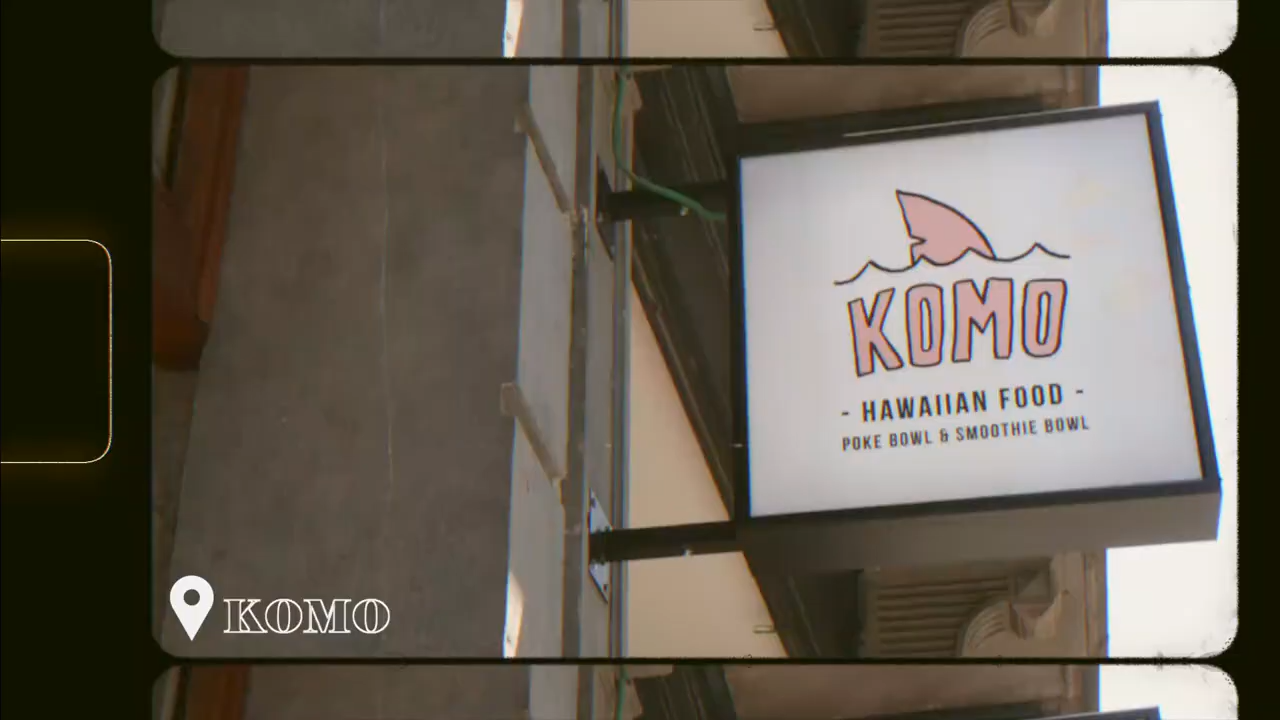 KOMO
- HAWAIIAN FOOD -
POKE BOWL & SMOOTHIE BOWL
KOMO